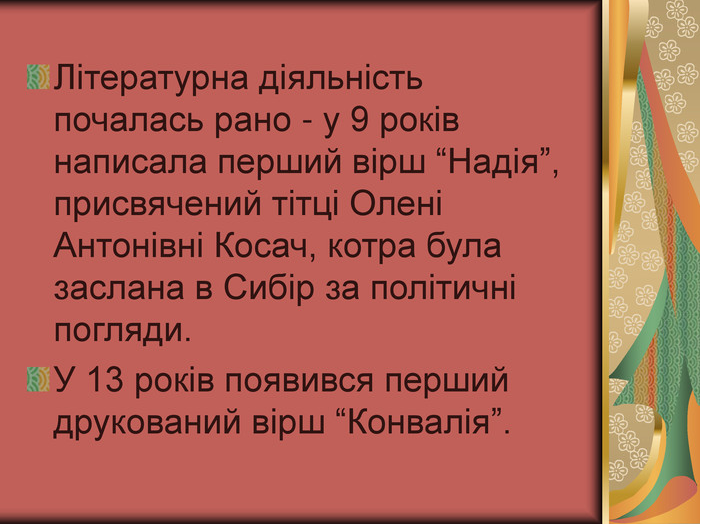 Літературна діяльність
почалась рано - у 9 років
написала перший вірш “Надія”,
присвячений тітці Олені
Антонівні Косач, котра була
заслана в Сибір за політичні
погляди.
У 13 років появився перший
друкований вірш “Конвалія”.